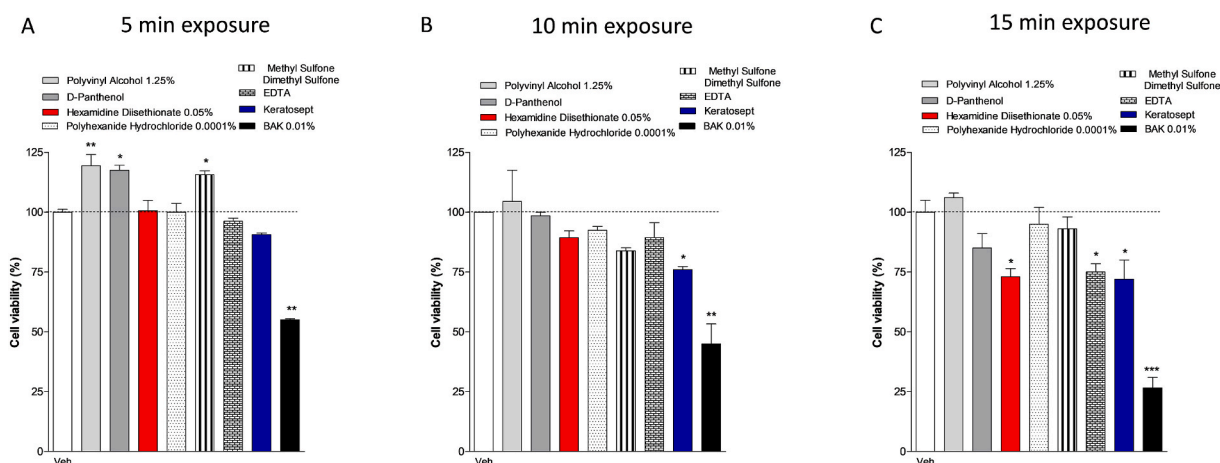 A
5 min exposure
Polyvinyl Alcohol 1.25%
D-Panthenol
Hexamidine Diisethionate 0.05%
Polyhexanide Hydrochloride 0.0001%
Methyl Sulfone
Dimethyl Sulfone
EDTA
Keratosept
BAK 0.01%
Cell viability (%)
125
100
75
50
25
0
**
*
*
**
Veh
B
10 min exposure
Polyvinyl Alcohol 1.25%
D-Panthenol
Hexamidine Diisethionate 0.05%
Polyhexanide Hydrochloride 0.0001%
Methyl Sulfone
Dimethyl Sulfone
EDTA
Keratosept
BAK 0.01%
Cell viability (%)
125
100
75
50
25
0
*
**
Veh
C
15 min exposure
Polyvinyl Alcohol 1.25%
D-Panthenol
Hexamidine Diisethionate 0.05%
Polyhexanide Hydrochloride 0.0001%
Methyl Sulfone
Dimethyl Sulfone
EDTA
Keratosept
BAK 0.01%
Cell viability (%)
125
100
75
50
25
0
*
*
*
***
Veh